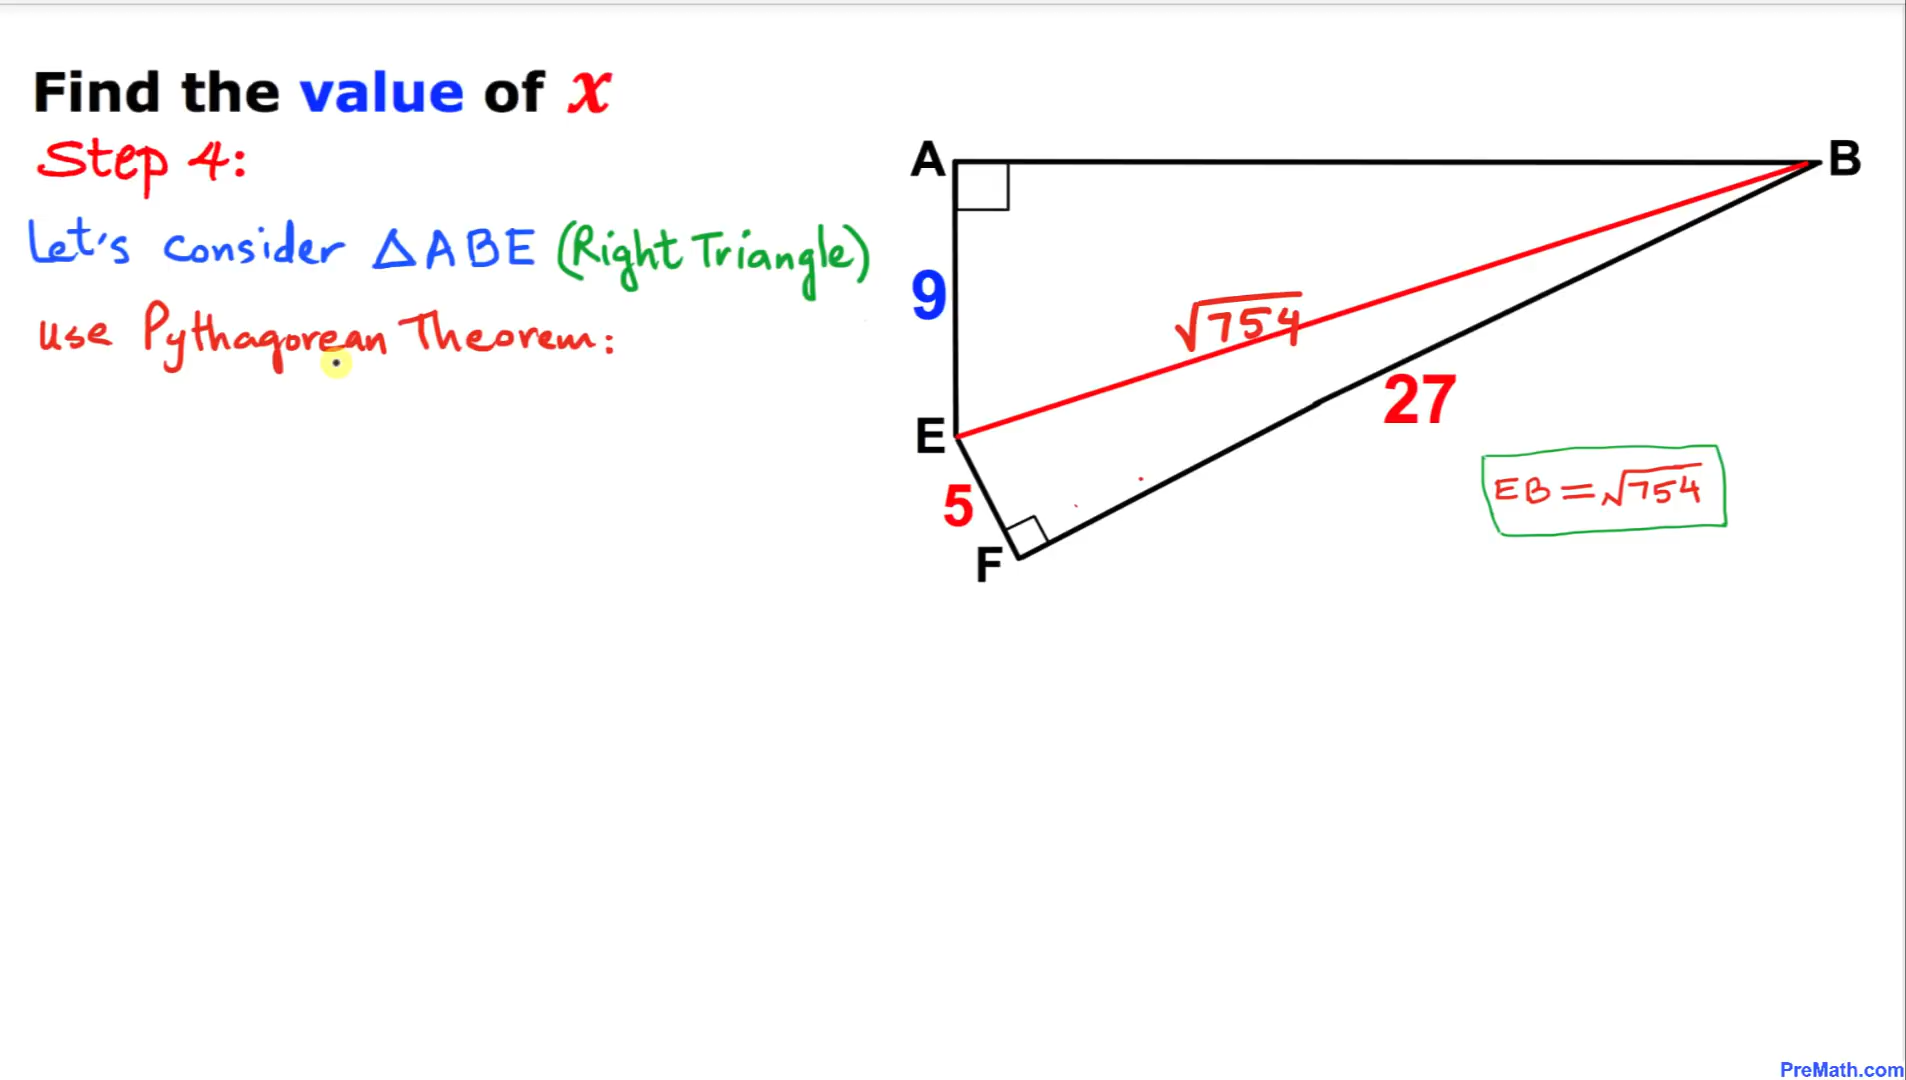 Find the value of x
Step 4:
Let's consider △ABE (Right Triangle)
use Pythagorean Theorem:
A
B
9
√754
27
E
EB = √754
5
F
PreMath.com